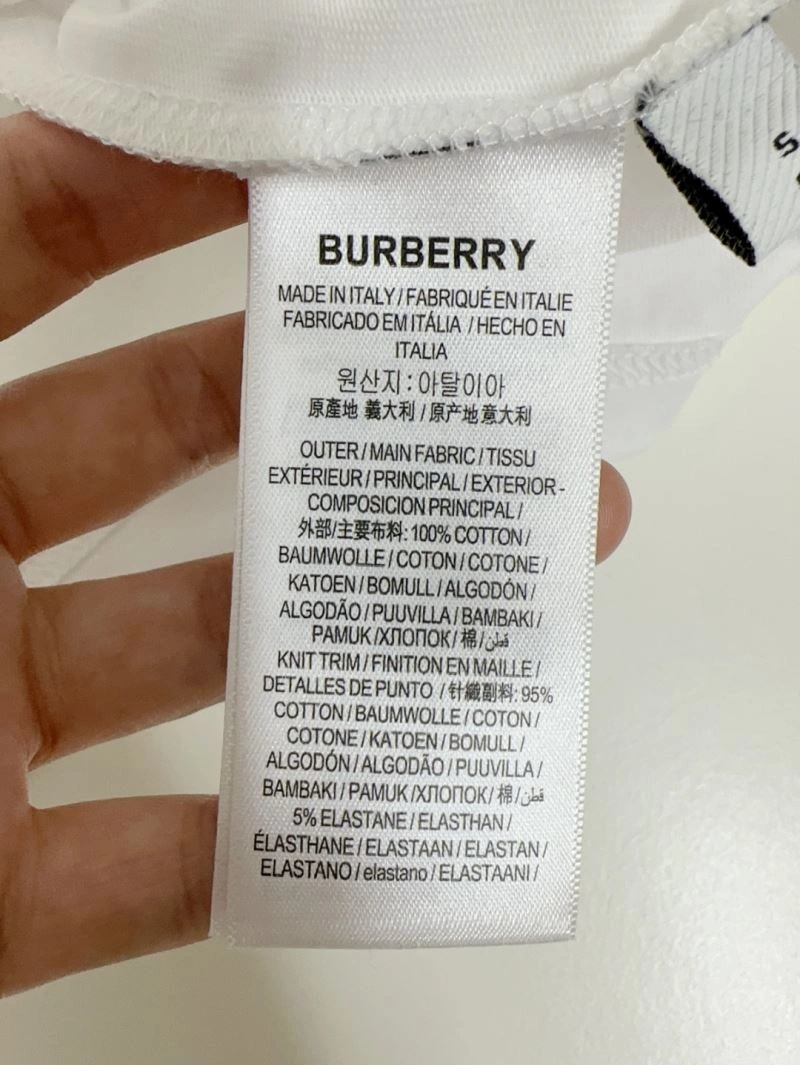 BURBERRY
MADE IN ITALY / FABRIQUÉ EN ITALIE
FABRICADO EM ITÁLIA / HECHO EN
ITALIA
원산지 : 아탈이아
原產地 義大利 / 原产地意大利
OUTER / MAIN FABRIC / TISSU
EXTÉRIEUR / PRINCIPAL / EXTERIOR -
COMPOSICION PRINCIPAL /
外部/主要布料: 100% COTTON /
BAUMWOLLE / COTON / COTONE /
KATOEN / BOMULL / ALGODÓN /
ALGODÃO / PUUVILLA / BAMBAKI /
PAMUK /ХЛОПОК/ 棉/قطن
KNIT TRIM / FINITION EN MAILLE /
DETALLES DE PUNTO / 針織副料: 95%
COTTON / BAUMWOLLE / COTON /
COTONE / KATOEN / BOMULL /
ALGODÓN / ALGODÃO / PUUVILLA /
BAMBAKI / PAMUK /ХЛОПОК/ 棉/قطن
5% ELASTANE / ELASTHAN /
ÉLASTHANE / ELASTAAN / ELASTAN /
ELASTANO / elastano / ELASTAANI /
S